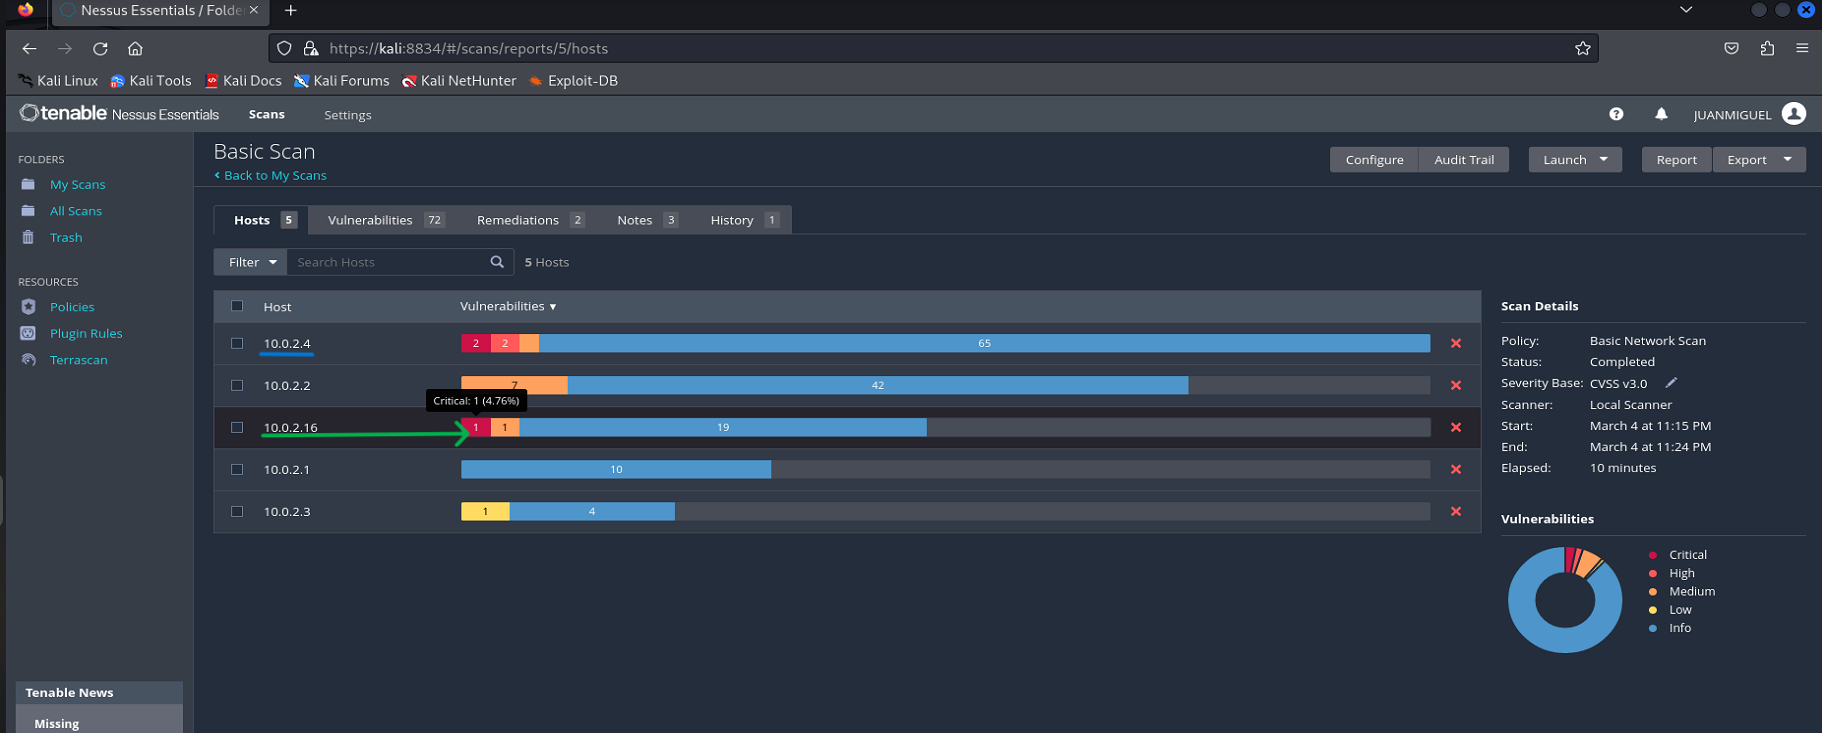 Nessus Essentials / Folde
https://kali:8834/#/scans/reports/5/hosts
Kali Linux Kali Tools Kali Docs Kali Forums Kali NetHunter Exploit-DB
tenable Nessus Essentials Scans Settings JUANMIGUEL
FOLDERS
My Scans
All Scans
Trash
RESOURCES
Policies
Plugin Rules
Terrascan
Tenable News
Missing
Basic Scan
Back to My Scans
Configure Audit Trail Launch Report Export
Hosts 5 Vulnerabilities 72 Remediations 2 Notes 3 History 1
Filter Search Hosts 5 Hosts
Host Vulnerabilities
10.0.2.4 2 2 65
10.0.2.2 7 42
Critical: 1 (4.76%)
10.0.2.16 1 1 19
10.0.2.1 10
10.0.2.3 1 4
Scan Details
Policy: Basic Network Scan
Status: Completed
Severity Base: CVSS v3.0
Scanner: Local Scanner
Start: March 4 at 11:15 PM
End: March 4 at 11:24 PM
Elapsed: 10 minutes
Vulnerabilities
Critical
High
Medium
Low
Info